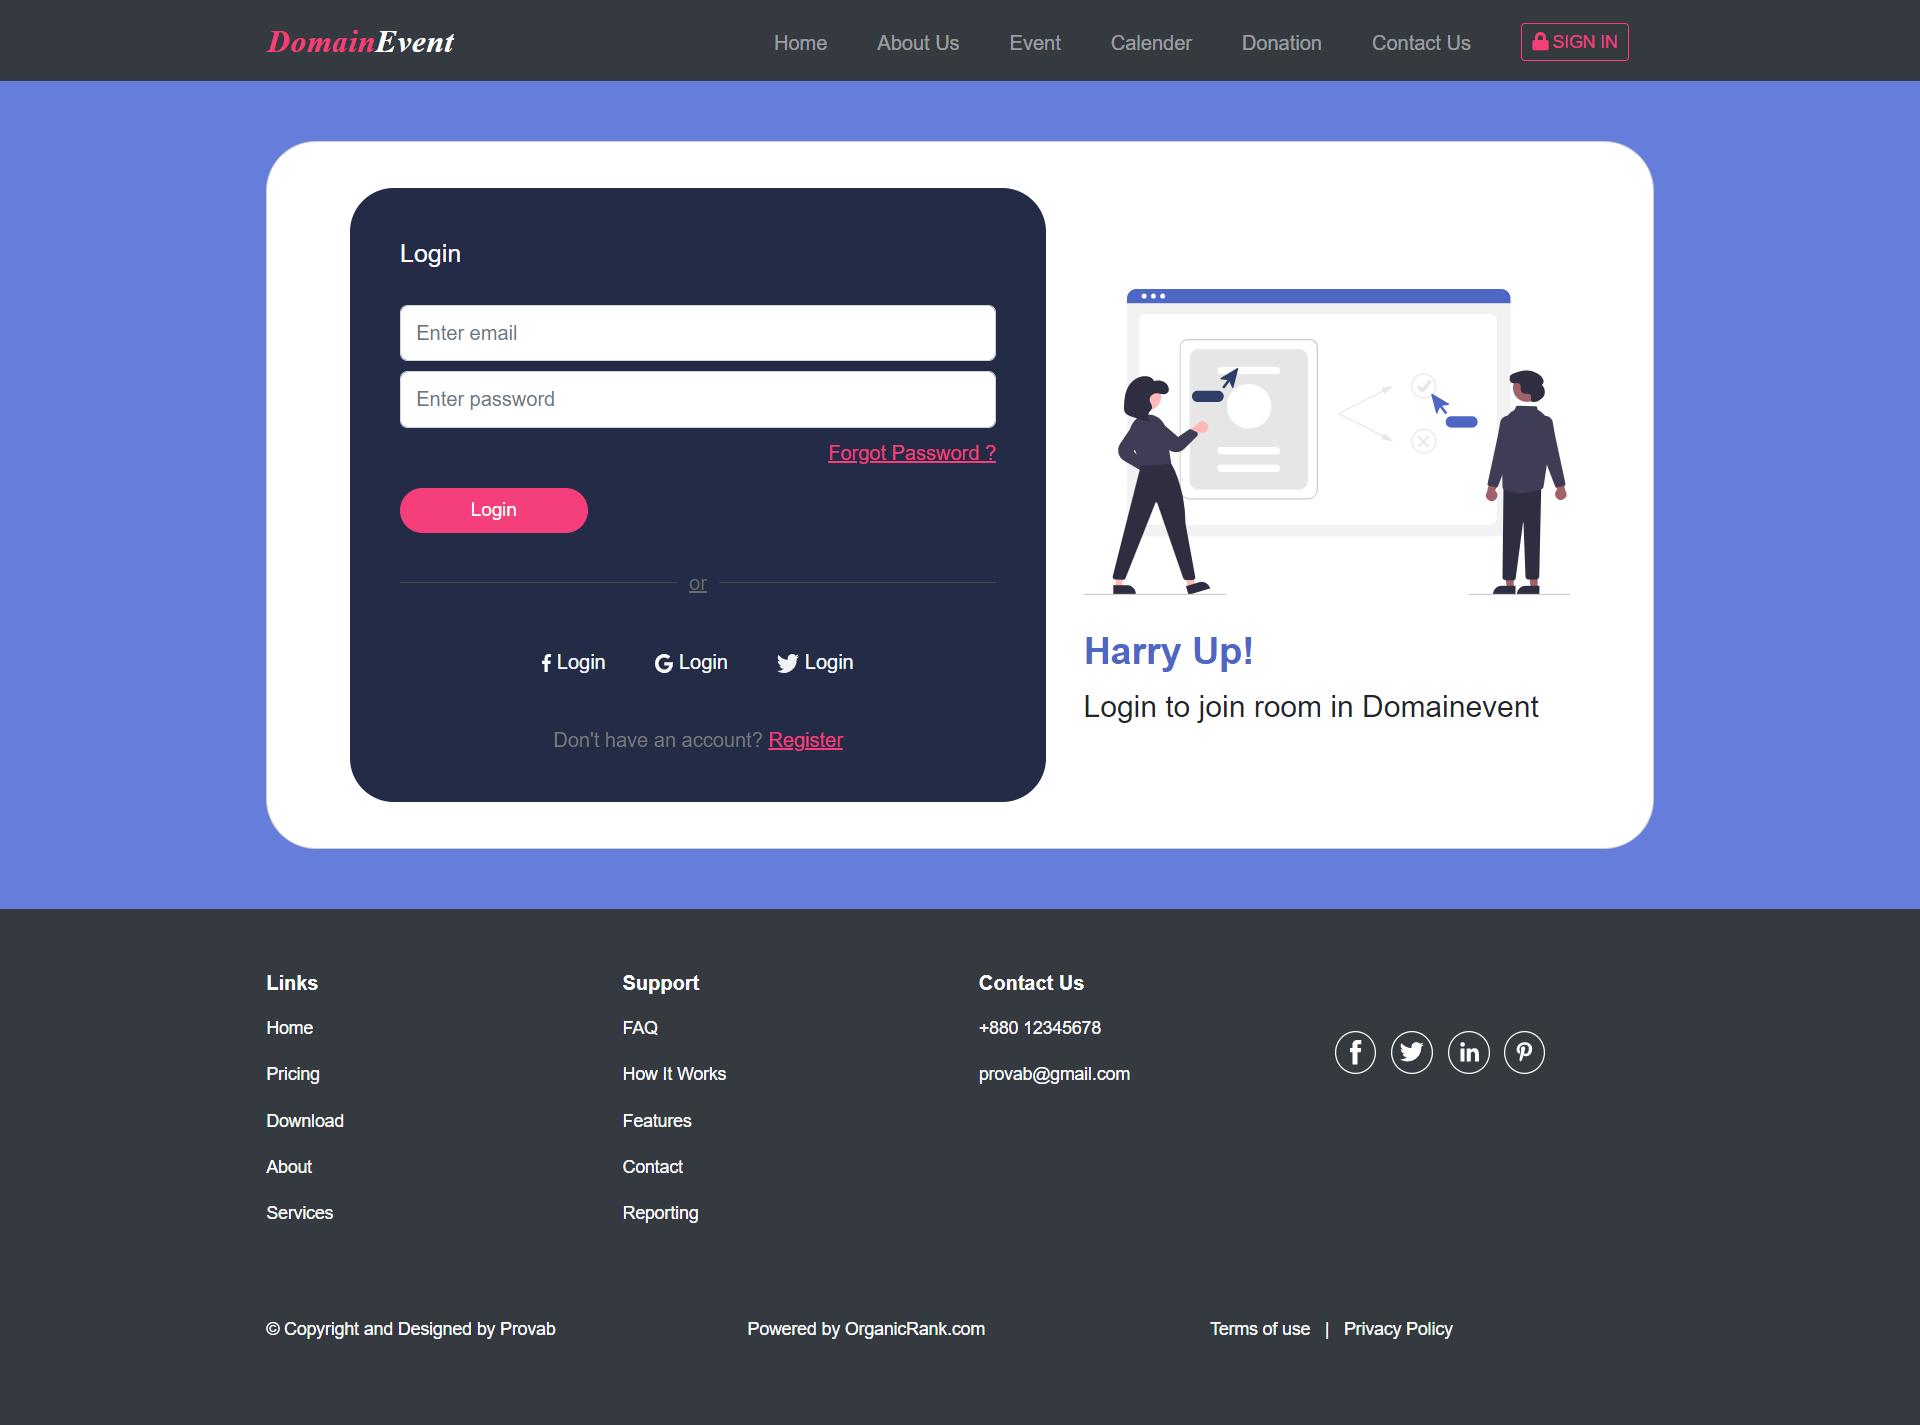 DomainEvent
Home About Us Event Calender Donation Contact Us SIGN IN
Login
Enter email
Enter password
Forgot Password ?
Login
or
Login Login Login
Don't have an account? Register
Harry Up!
Login to join room in Domainevent
Links
Home
Pricing
Download
About
Services
Support
FAQ
How It Works
Features
Contact
Reporting
Contact Us
+880 12345678
provab@gmail.com
© Copyright and Designed by Provab
Powered by OrganicRank.com
Terms of use | Privacy Policy